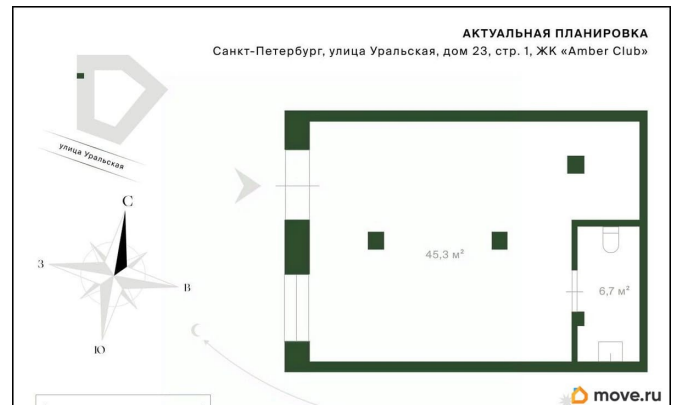 АКТУАЛЬНАЯ ПЛАНИРОВКА
Санкт-Петербург, улица Уральская, дом 23, стр. 1, ЖК «Amber Club»
улица Уральская
С
З
В
Ю
45,3 м²
6,7 м²
move.ru